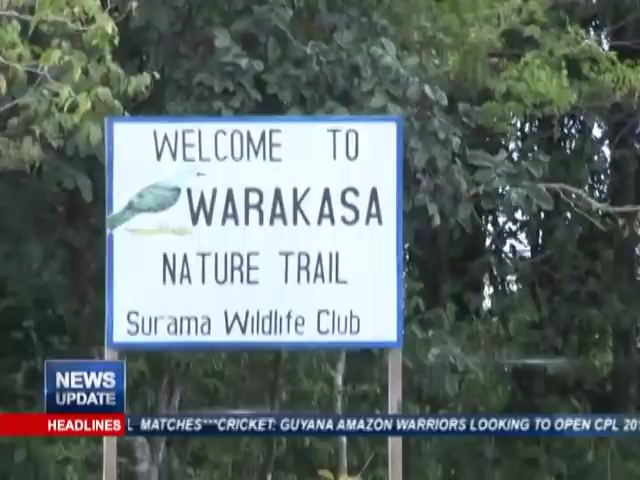 WELCOME TO
WARAKASA
NATURE TRAIL
Surama Wildlife Club
NEWS
UPDATE
HEADLINES
L MATCHES***CRICKET: GUYANA AMAZON WARRIORS LOOKING TO OPEN CPL